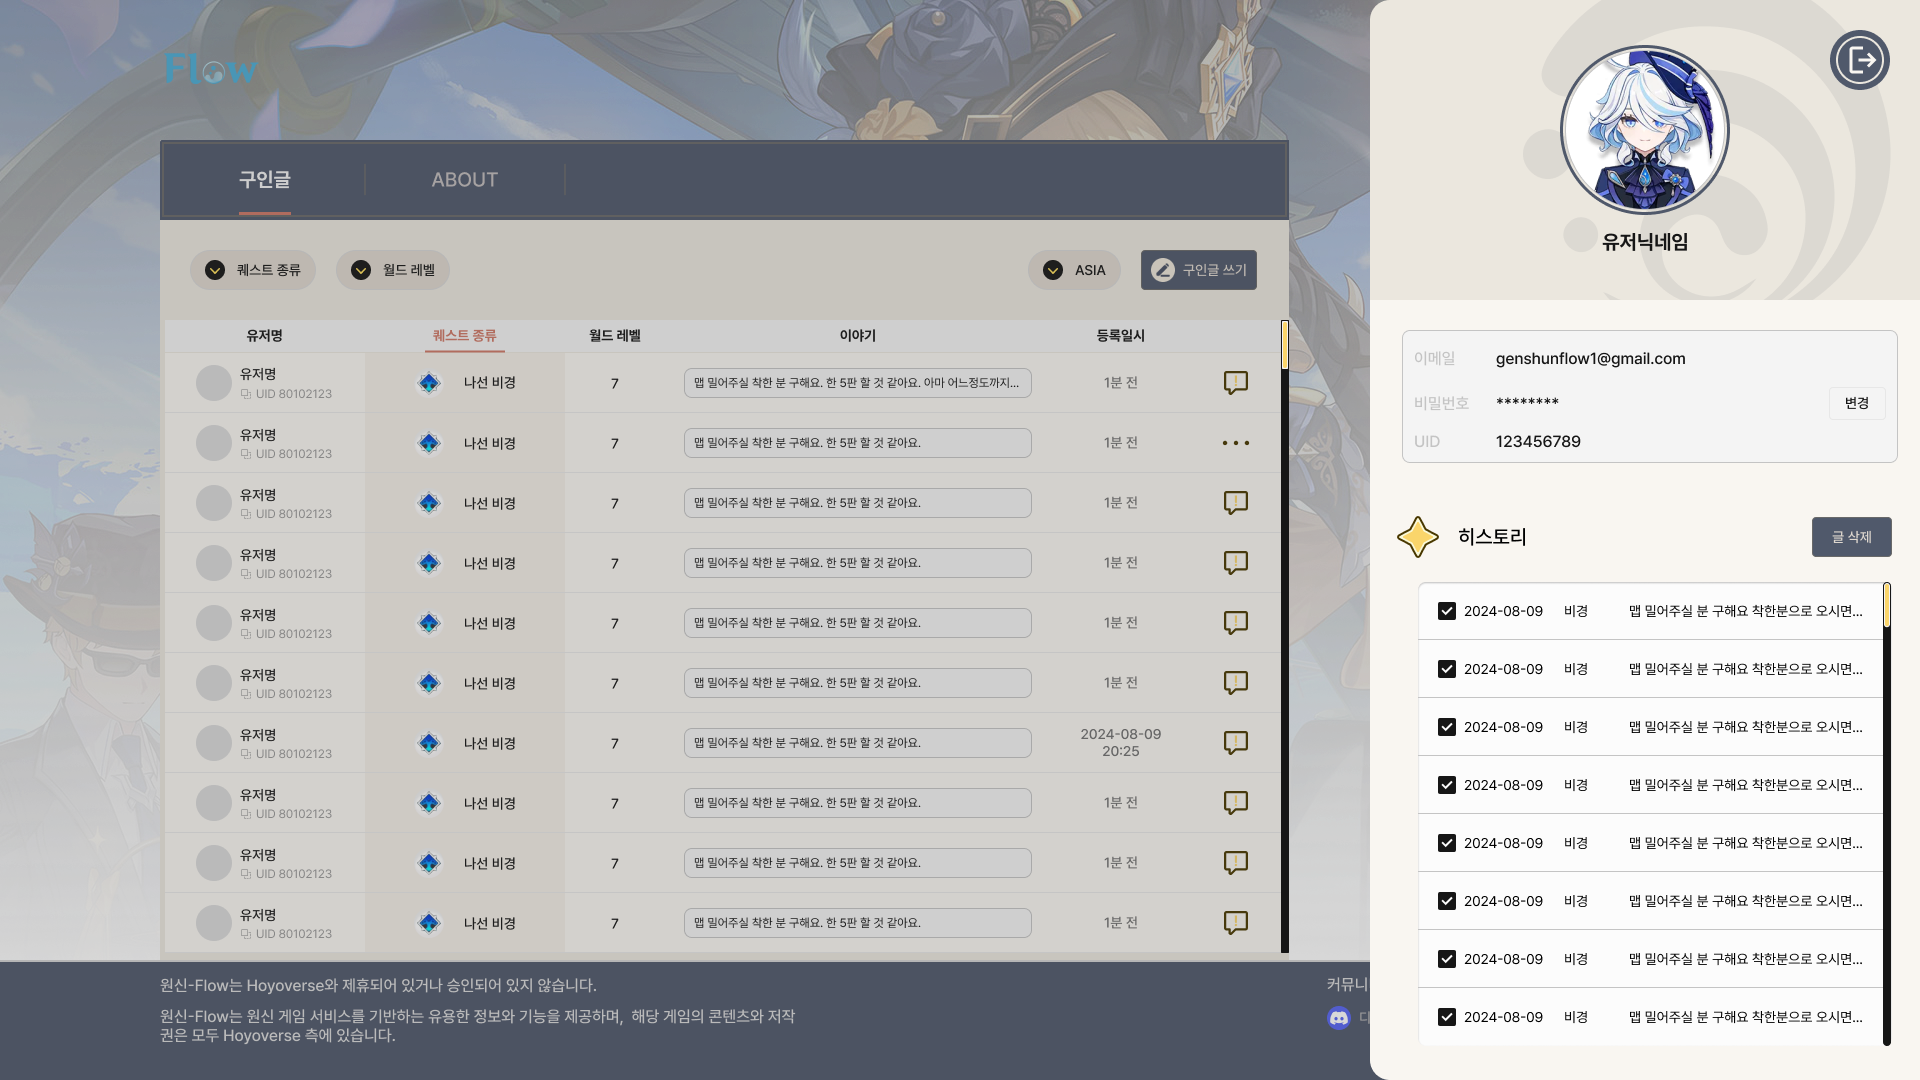 Flow
구인글
ABOUT
퀘스트 종류
월드 레벨
ASIA
구인글 쓰기
유저명 퀘스트 종류 월드 레벨 이야기 등록일시
유저명
UID 80102123
나선 비경 7 맵 밀어주실 착한 분 구해요. 한 5판 할 것 같아요. 아마 어느정도까지... 1분 전
유저명
UID 80102123
나선 비경 7 맵 밀어주실 착한 분 구해요. 한 5판 할 것 같아요. 1분 전
유저명
UID 80102123
나선 비경 7 맵 밀어주실 착한 분 구해요. 한 5판 할 것 같아요. 1분 전
유저명
UID 80102123
나선 비경 7 맵 밀어주실 착한 분 구해요. 한 5판 할 것 같아요. 1분 전
유저명
UID 80102123
나선 비경 7 맵 밀어주실 착한 분 구해요. 한 5판 할 것 같아요. 1분 전
유저명
UID 80102123
나선 비경 7 맵 밀어주실 착한 분 구해요. 한 5판 할 것 같아요. 1분 전
유저명
UID 80102123
나선 비경 7 맵 밀어주실 착한 분 구해요. 한 5판 할 것 같아요. 2024-08-09
20:25
유저명
UID 80102123
나선 비경 7 맵 밀어주실 착한 분 구해요. 한 5판 할 것 같아요. 1분 전
유저명
UID 80102123
나선 비경 7 맵 밀어주실 착한 분 구해요. 한 5판 할 것 같아요. 1분 전
유저명
UID 80102123
나선 비경 7 맵 밀어주실 착한 분 구해요. 한 5판 할 것 같아요. 1분 전
원신-Flow는 Hoyoverse와 제휴되어 있거나 승인되어 있지 않습니다.
원신-Flow는 원신 게임 서비스를 기반하는 유용한 정보와 기능을 제공하며, 해당 게임의 콘텐츠와 저작
권은 모두 Hoyoverse 측에 있습니다.
커뮤니
디
유저닉네임
이메일 genshunflow1@gmail.com
비밀번호 ******** 변경
UID 123456789
히스토리
글 삭제
2024-08-09 비경 맵 밀어주실 분 구해요 착한분으로 오시면...
2024-08-09 비경 맵 밀어주실 분 구해요 착한분으로 오시면...
2024-08-09 비경 맵 밀어주실 분 구해요 착한분으로 오시면...
2024-08-09 비경 맵 밀어주실 분 구해요 착한분으로 오시면...
2024-08-09 비경 맵 밀어주실 분 구해요 착한분으로 오시면...
2024-08-09 비경 맵 밀어주실 분 구해요 착한분으로 오시면...
2024-08-09 비경 맵 밀어주실 분 구해요 착한분으로 오시면...
2024-08-09 비경 맵 밀어주실 분 구해요 착한분으로 오시면...